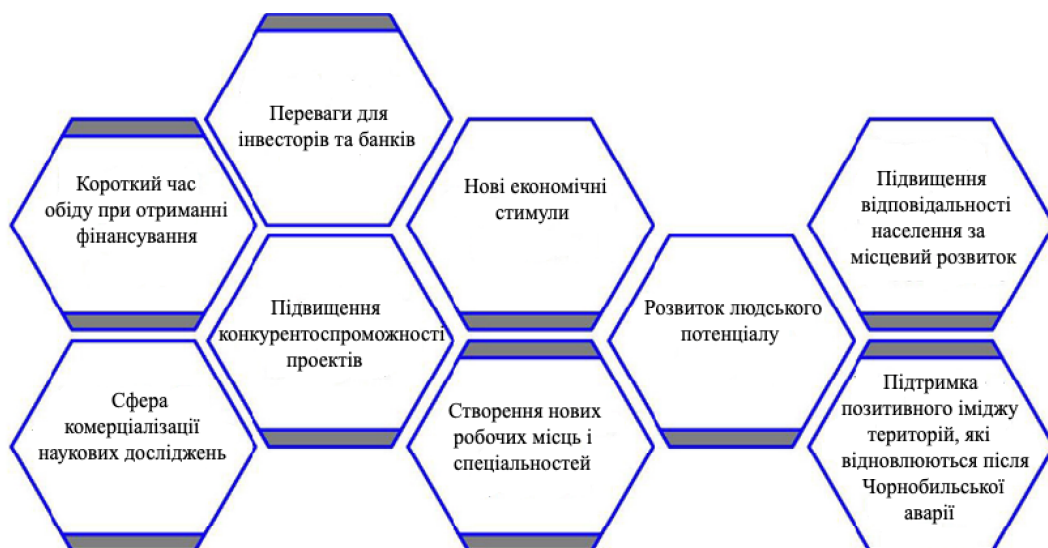 Переваги для
інвесторів та банків
Короткий час
обіду при отриманні
фінансування
Нові економічні
стимули
Підвищення
відповідальності
населення за
місцевий розвиток
Підвищення
конкурентоспроможності
проектів
Розвиток людського
потенціалу
Сфера
комерціалізації
наукових досліджень
Створення нових
робочих місць і
спеціальностей
Підтримка
позитивного іміджу
територій, які
відновлюються після
Чорнобильської
аварії